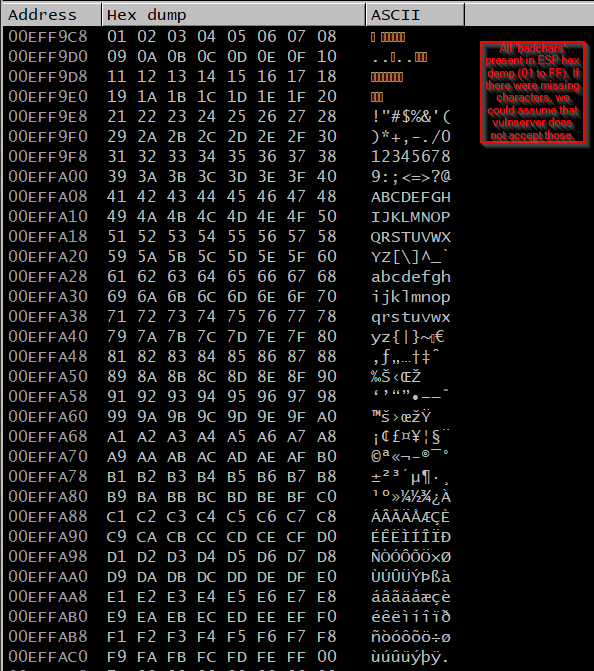 Address Hex dump ASCII
00EFF9C8 01 02 03 04 05 06 07 08
00EFF9D0 09 0A 0B 0C 0D 0E 0F 10 .. ..
00EFF9D8 11 12 13 14 15 16 17 18
00EFF9E0 19 1A 1B 1C 1D 1E 1F 20
00EFF9E8 21 22 23 24 25 26 27 28 !"#$%&'(
00EFF9F0 29 2A 2B 2C 2D 2E 2F 30 )*+,-./0
00EFF9F8 31 32 33 34 35 36 37 38 12345678
00EFFA00 39 3A 3B 3C 3D 3E 3F 40 9:;<=>?@
00EFFA08 41 42 43 44 45 46 47 48 ABCDEFGH
00EFFA10 49 4A 4B 4C 4D 4E 4F 50 IJKLMNOP
00EFFA18 51 52 53 54 55 56 57 58 QRSTUVWX
00EFFA20 59 5A 5B 5C 5D 5E 5F 60 YZ[\]^_`
00EFFA28 61 62 63 64 65 66 67 68 abcdefgh
00EFFA30 69 6A 6B 6C 6D 6E 6F 70 ijklmnop
00EFFA38 71 72 73 74 75 76 77 78 qrstuvwx
00EFFA40 79 7A 7B 7C 7D 7E 7F 80 yz{|}~ €
00EFFA48 81 82 83 84 85 86 87 88 ‚ƒ„…†‡ˆ
00EFFA50 89 8A 8B 8C 8D 8E 8F 90 ‰Š‹ŒŽ
00EFFA58 91 92 93 94 95 96 97 98 ‘’“”•–—˜
00EFFA60 99 9A 9B 9C 9D 9E 9F A0 ™š›œžŸ
00EFFA68 A1 A2 A3 A4 A5 A6 A7 A8 ¡¢£¤¥¦§¨
00EFFA70 A9 AA AB AC AD AE AF B0 ©ª«¬-®¯°
00EFFA78 B1 B2 B3 B4 B5 B6 B7 B8 ±²³´µ¶·¸
00EFFA80 B9 BA BB BC BD BE BF C0 ¹º»¼½¾¿À
00EFFA88 C1 C2 C3 C4 C5 C6 C7 C8 ÁÂÃÄÅÆÇÈ
00EFFA90 C9 CA CB CC CD CE CF D0 ÉÊËÌÍÎÏÐ
00EFFA98 D1 D2 D3 D4 D5 D6 D7 D8 ÑÒÓÔÕÖ×Ø
00EFFAA0 D9 DA DB DC DD DE DF E0 ÙÚÛÜÝÞßà
00EFFAA8 E1 E2 E3 E4 E5 E6 E7 E8 áâãäåæçè
00EFFAB0 E9 EA EB EC ED EE EF F0 éêëìíîïð
00EFFAB8 F1 F2 F3 F4 F5 F6 F7 F8 ñòóôõö÷ø
00EFFAC0 F9 FA FB FC FD FE FF 00 ùúûüýþÿ.
All "badchars"
present in ESP hex
demp (01 to FF). If
there were missing
characters, we
could assume that
vulnserver does
not accept those.